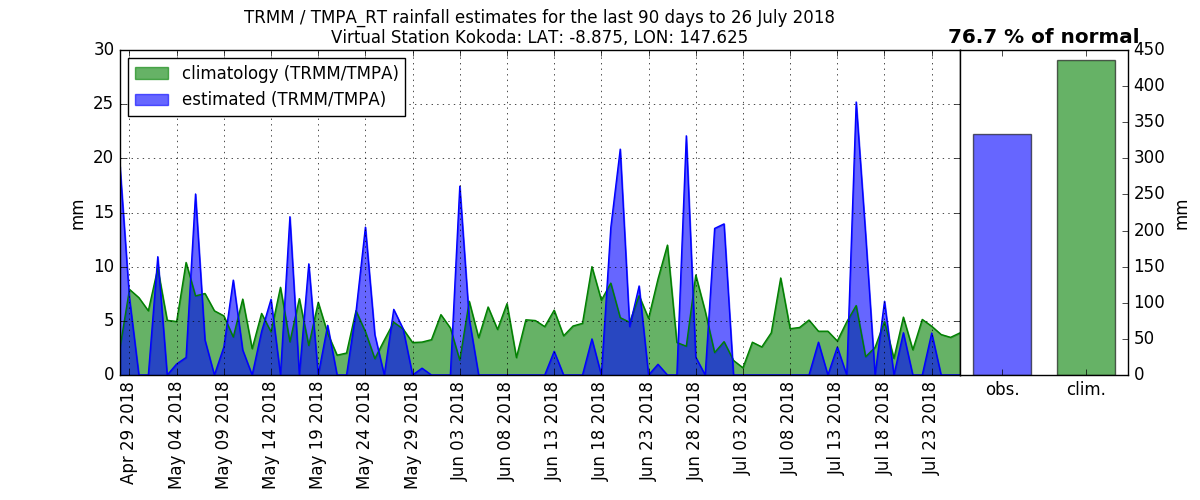 TRMM / TMPA_RT rainfall estimates for the last 90 days to 26 July 2018
Virtual Station Kokoda: LAT: -8.875, LON: 147.625
76.7 % of normal
climatology (TRMM/TMPA)
estimated (TRMM/TMPA)
mm
30
25
20
15
10
5
0
Apr 29 2018
May 04 2018
May 09 2018
May 14 2018
May 19 2018
May 24 2018
May 29 2018
Jun 03 2018
Jun 08 2018
Jun 13 2018
Jun 18 2018
Jun 23 2018
Jun 28 2018
Jul 03 2018
Jul 08 2018
Jul 13 2018
Jul 18 2018
Jul 23 2018
obs.
clim.
450
400
350
300
250
200
150
100
50
0
mm